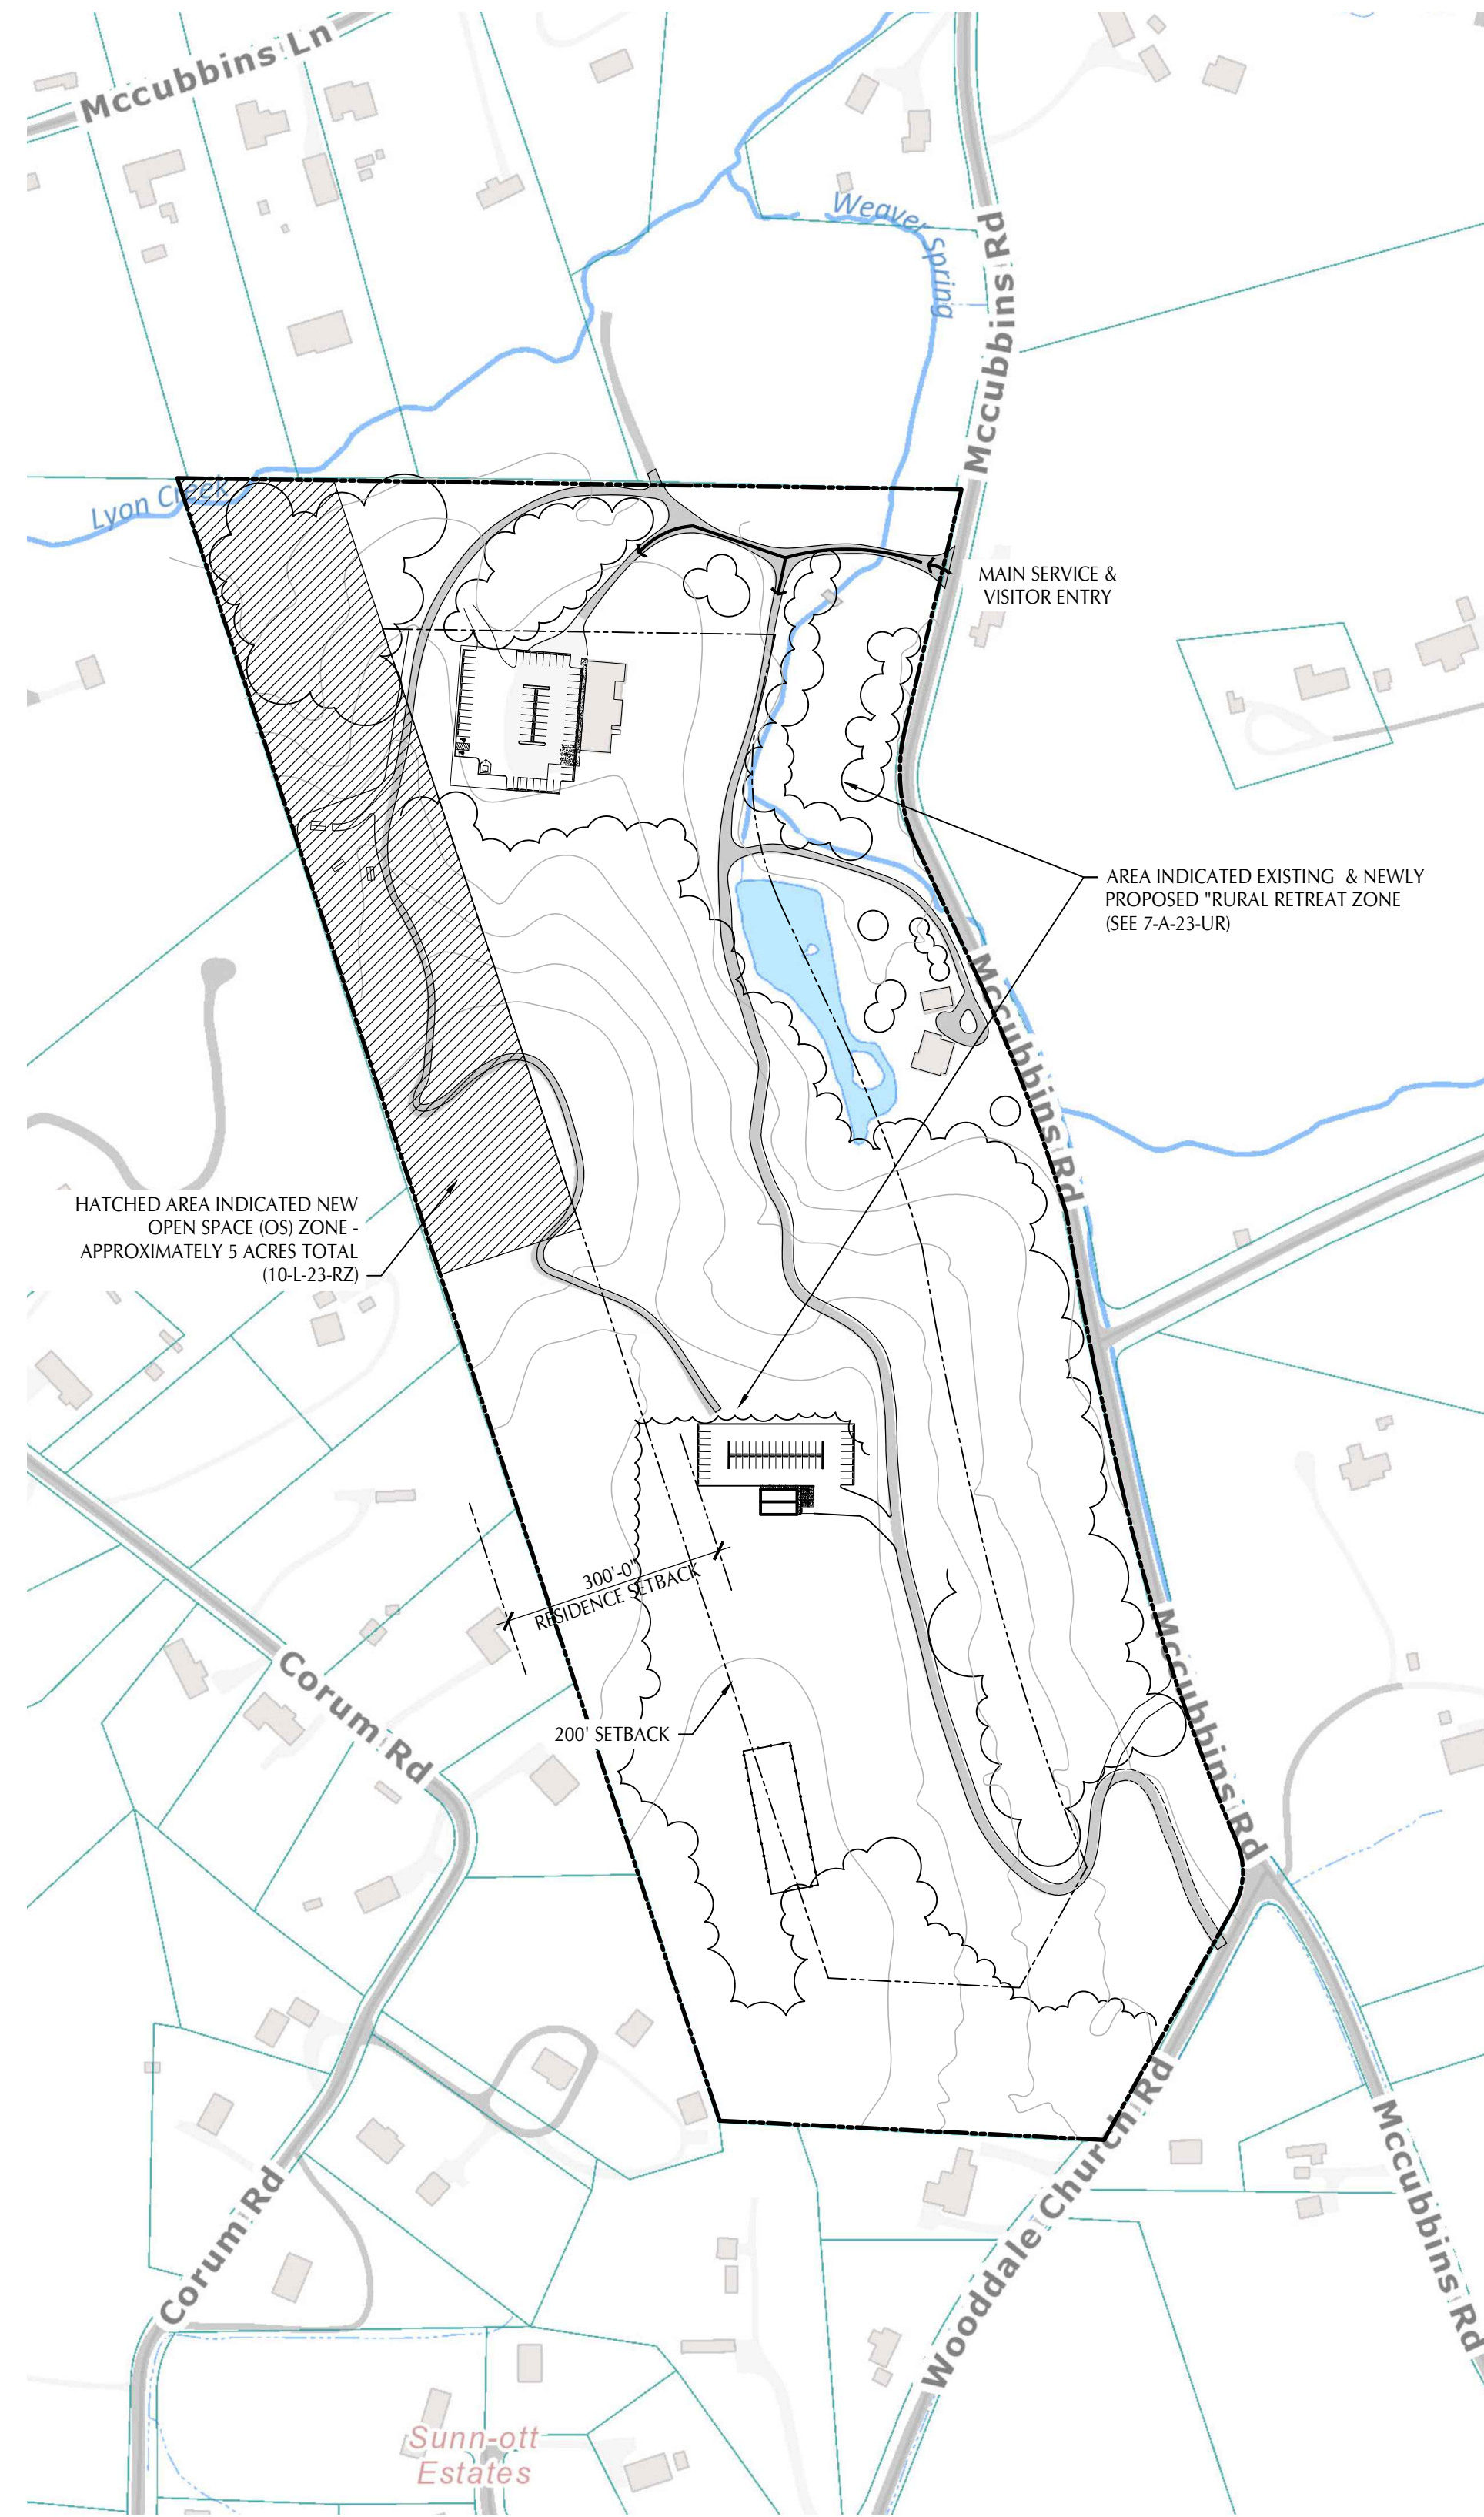 Mccubbins Ln
Weaver Spring
Mccubbins Rd
Lyon Creek
MAIN SERVICE &
VISITOR ENTRY
AREA INDICATED EXISTING & NEWLY
PROPOSED "RURAL RETREAT ZONE
(SEE 7-A-23-UR)
Mccubbins Rd
HATCHED AREA INDICATED NEW
OPEN SPACE (OS) ZONE -
APPROXIMATELY 5 ACRES TOTAL
(10-L-23-RZ)
300'-0"
RESIDENCE SETBACK
Mccubbins Rd
Corum Rd
200' SETBACK
Wooddale Church Rd
Mccubbins Rd
Corum Rd
Sunn-ott
Estates